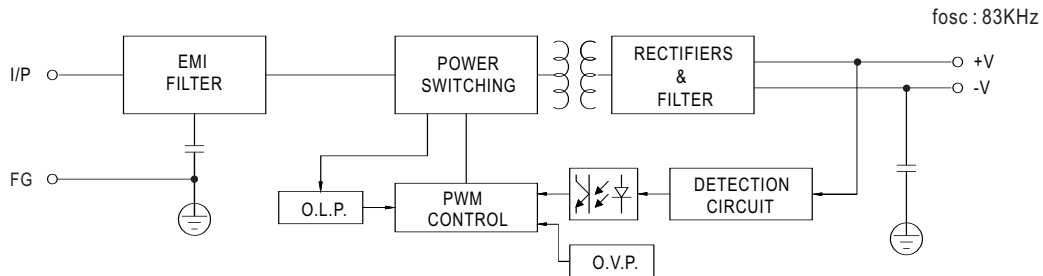 fosc : 83KHz
I/P
EMI
FILTER
POWER
SWITCHING
RECTIFIERS
&
FILTER
+V
-V
FG
O.L.P.
PWM
CONTROL
DETECTION
CIRCUIT
O.V.P.